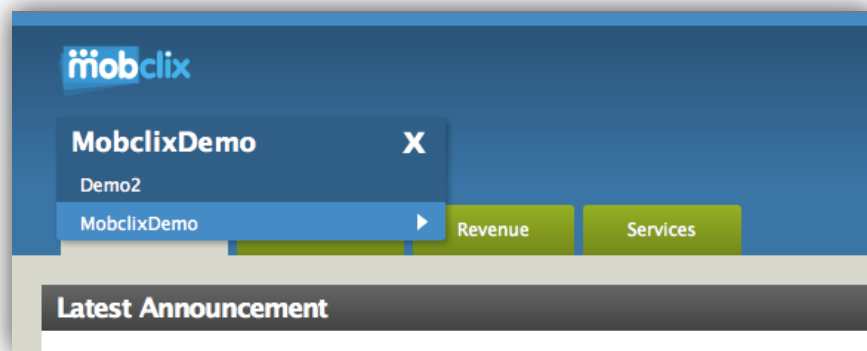 mobclix
MobclixDemo X
Demo2
MobclixDemo
Revenue
Services
Latest Announcement